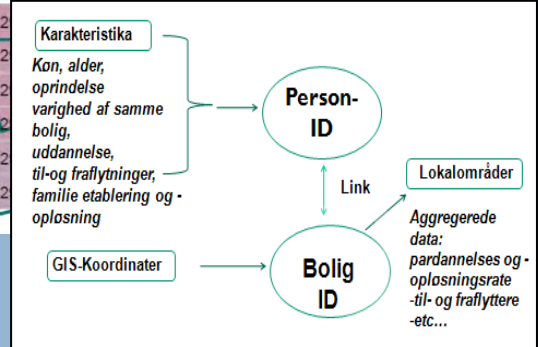 Karakteristika
Køn, alder,
oprindelse
varighed af samme
bolig,
uddannelse,
til-og fraflytninger,
familie etablering og -
opløsning
Person-
ID
Link
Lokalområder
GIS-Koordinater
Bolig
ID
Aggregerede
data:
pardannelses og -
opløsningsrate
-til- og fraflyttere
-etc...